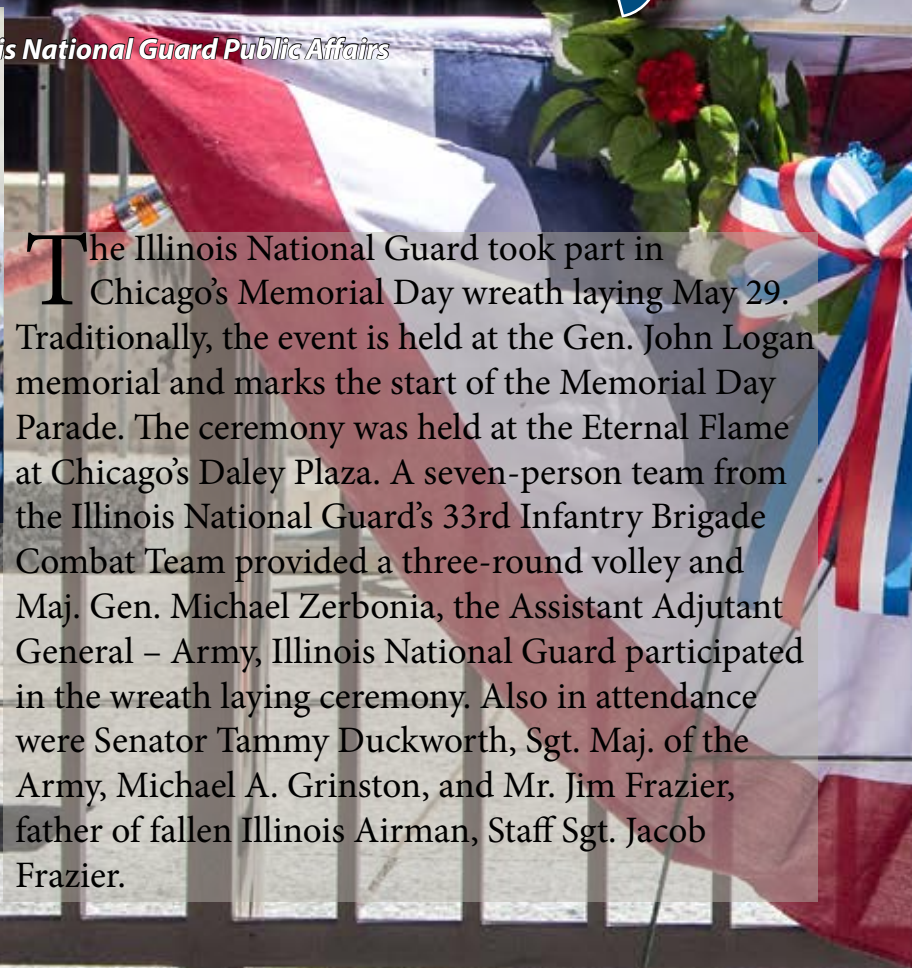 is National Guard Public Affairs
The Illinois National Guard took part in
Chicago’s Memorial Day wreath laying May 29.
Traditionally, the event is held at the Gen. John Logan
memorial and marks the start of the Memorial Day
Parade. The ceremony was held at the Eternal Flame
at Chicago’s Daley Plaza. A seven-person team from
the Illinois National Guard’s 33rd Infantry Brigade
Combat Team provided a three-round volley and
Maj. Gen. Michael Zerbonia, the Assistant Adjutant
General – Army, Illinois National Guard participated
in the wreath laying ceremony. Also in attendance
were Senator Tammy Duckworth, Sgt. Maj. of the
Army, Michael A. Grinston, and Mr. Jim Frazier,
father of fallen Illinois Airman, Staff Sgt. Jacob
Frazier.